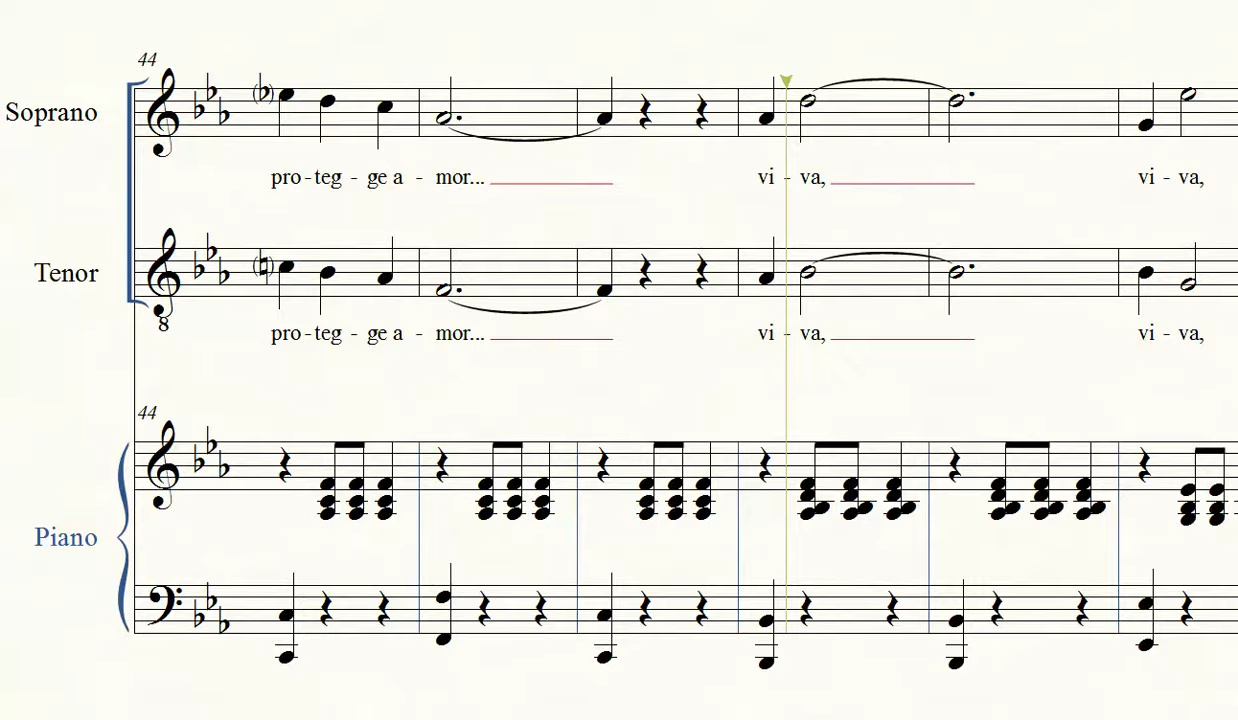 44
Soprano
pro - teg - ge a - mor... vi - va, vi - va,
Tenor
8
pro - teg - ge a - mor... vi - va, vi - va,
44
Piano